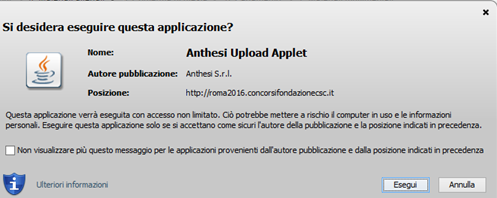 Si desidera eseguire questa applicazione?
Nome: Anthesi Upload Applet
Autore pubblicazione: Anthesi S.r.l.
Posizione: http://roma2016.concorsifondazionecsc.it
Questa applicazione verrà eseguita con accesso non limitato. Ciò potrebbe mettere a rischio il computer in uso e le informazioni
personali. Eseguire questa applicazione solo se si accettano come sicuri l'autore della pubblicazione e la posizione indicati in precedenza.
Non visualizzare più questo messaggio per le applicazioni provenienti dall'autore pubblicazione e dalla posizione indicati in precedenza
Ulteriori informazioni
Esegui
Annulla